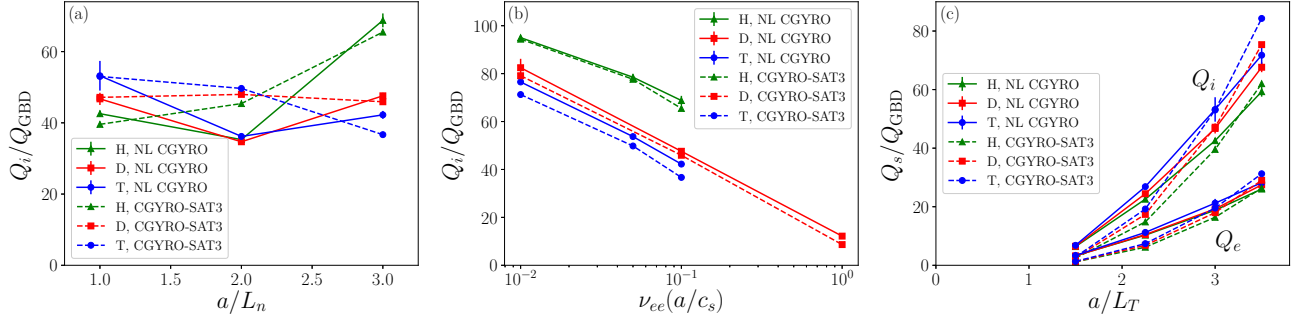 (a)
Q_i/Q_GBD
60
40
20
0
H, NL CGYRO
D, NL CGYRO
T, NL CGYRO
H, CGYRO-SAT3
D, CGYRO-SAT3
T, CGYRO-SAT3
1.0 1.5 2.0 2.5 3.0
a/L_n
(b)
Q_i/Q_GBD
100
80
60
40
20
0
H, NL CGYRO
D, NL CGYRO
T, NL CGYRO
H, CGYRO-SAT3
D, CGYRO-SAT3
T, CGYRO-SAT3
10^−2 10^−1 10^0
ν_ee(a/c_s)
(c)
Q_s/Q_GBD
80
60
40
20
0
H, NL CGYRO
D, NL CGYRO
T, NL CGYRO
H, CGYRO-SAT3
D, CGYRO-SAT3
T, CGYRO-SAT3
Q_i
Q_e
0 1 2 3
a/L_T